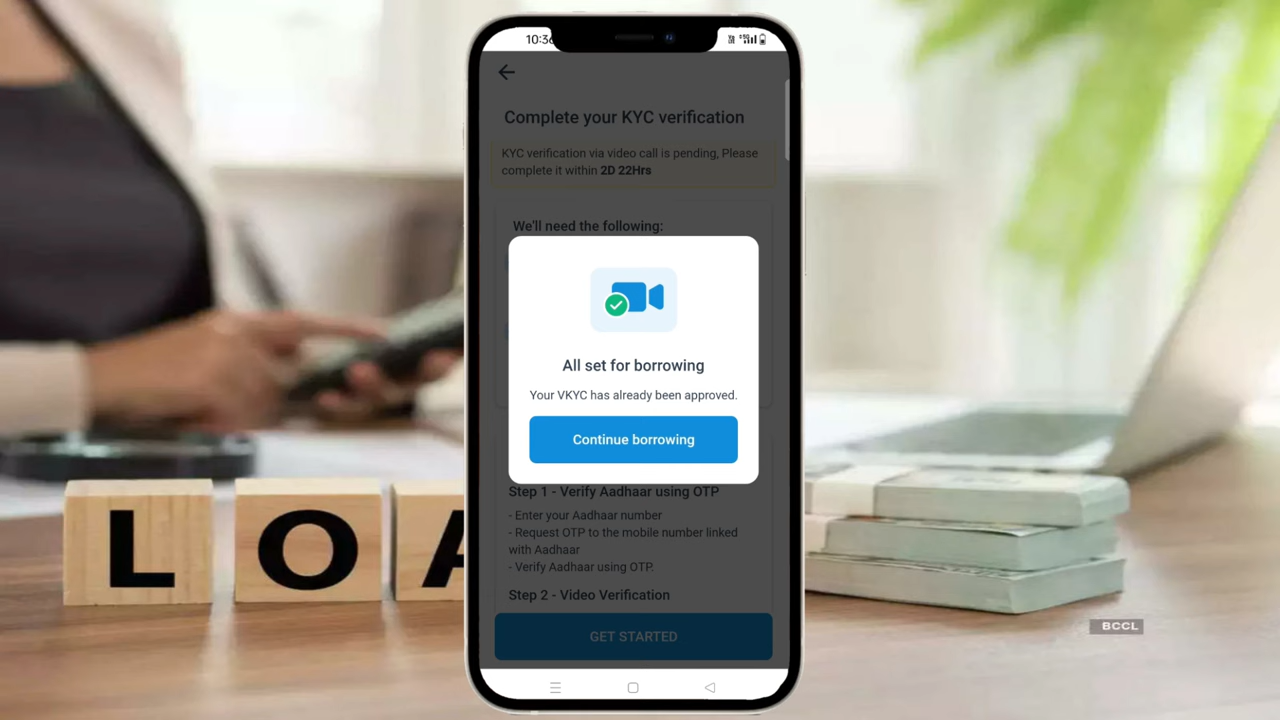 10:36
Complete your KYC verification
KYC verification via video call is pending, Please
complete it within 2D 22Hrs
We'll need the following:
All set for borrowing
Your VKYC has already been approved.
Continue borrowing
Step 1 - Verify Aadhaar using OTP
- Enter your Aadhaar number
- Request OTP to the mobile number linked
with Aadhaar
- Verify Aadhaar using OTP.
Step 2 - Video Verification
GET STARTED
LOA
BCCL